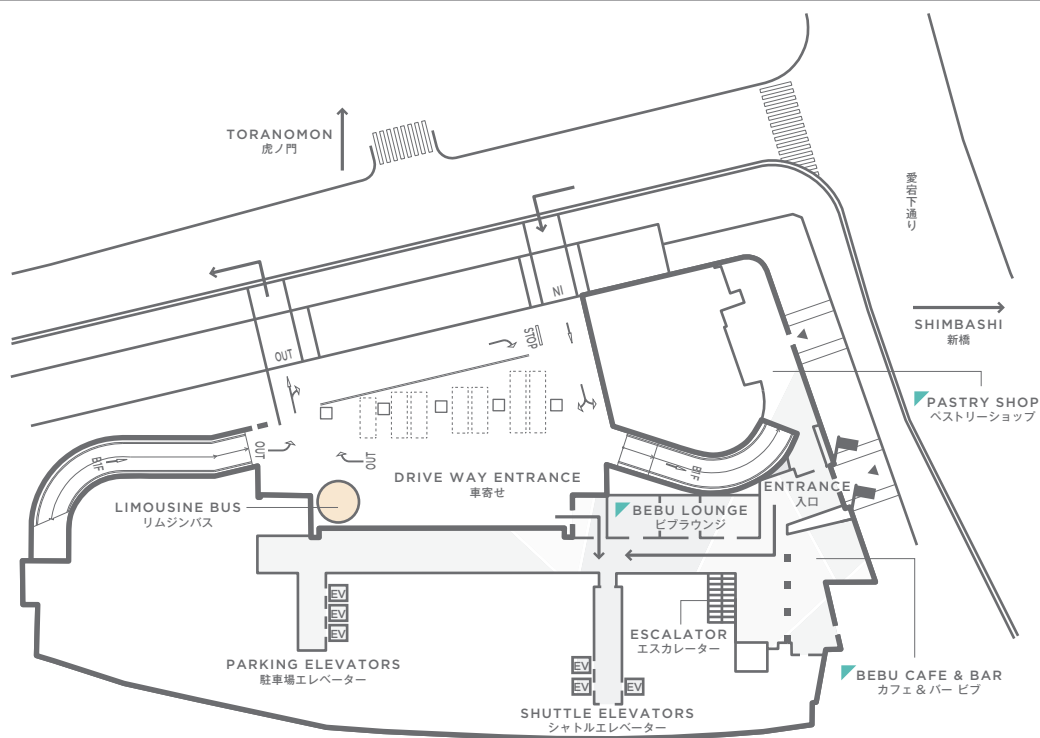 TORANOMON
虎ノ門
愛宕下通り
IN
SHIMBASHI
新橋
OUT
STOP
PASTRY SHOP
ペストリーショップ
OUT
OUT
B1F
B1F
DRIVE WAY ENTRANCE
車寄せ
ENTRANCE
入口
LIMOUSINE BUS
リムジンバス
BEBU LOUNGE
ビブラウンジ
EV
EV
EV
ESCALATOR
エスカレーター
PARKING ELEVATORS
駐車場エレベーター
EV
EV
EV
BEBU CAFE & BAR
カフェ & バー ビブ
SHUTTLE ELEVATORS
シャトルエレベーター